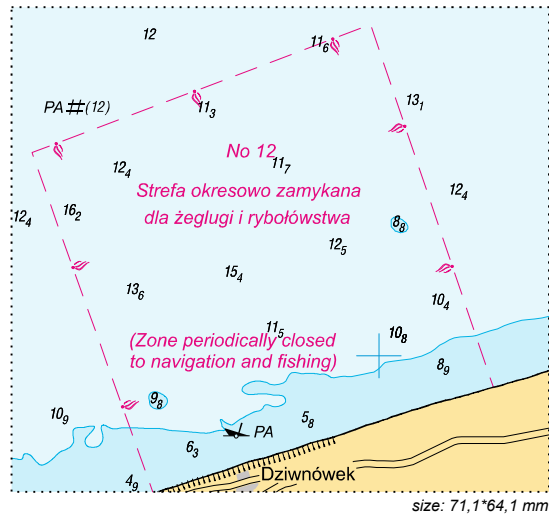 12
11₆
PA (12)
11₃
13₁
No 12
12₄
11₇
Strefa okresowo zamykana
12₄
16₂
12₄
dla żeglugi i rybołówstwa
8₈
12₅
15₄
13₆
10₄
11₅
10₈
(Zone periodically closed
to navigation and fishing)
8₉
9₈
10₉
5₈
PA
6₃
Dziwnówek
4₉
size: 71,1*64,1 mm